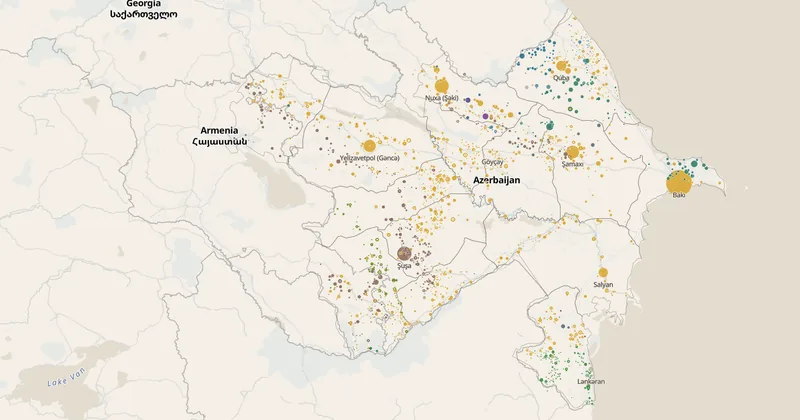 Georgia
საქართველო
Quba
Nuxa (Şəki)
Armenia
Հայաստան
Yelizavetpol (Gəncə)
Göyçay
Şamaxı
Azerbaijan
Bakı
Şuşa
Salyan
Lake Van
Lənkəran